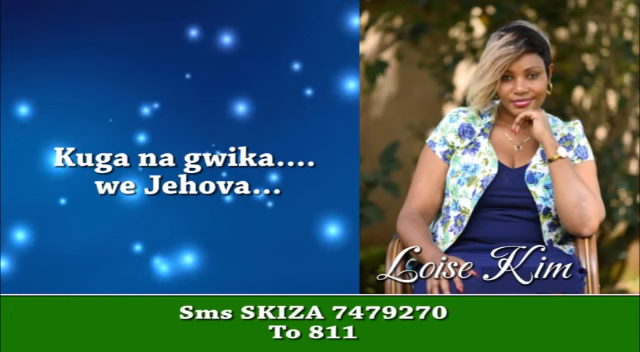 Kuga na gwika....
we Jehova...
Loise Kim
Sms SKIZA 7479270
To 811